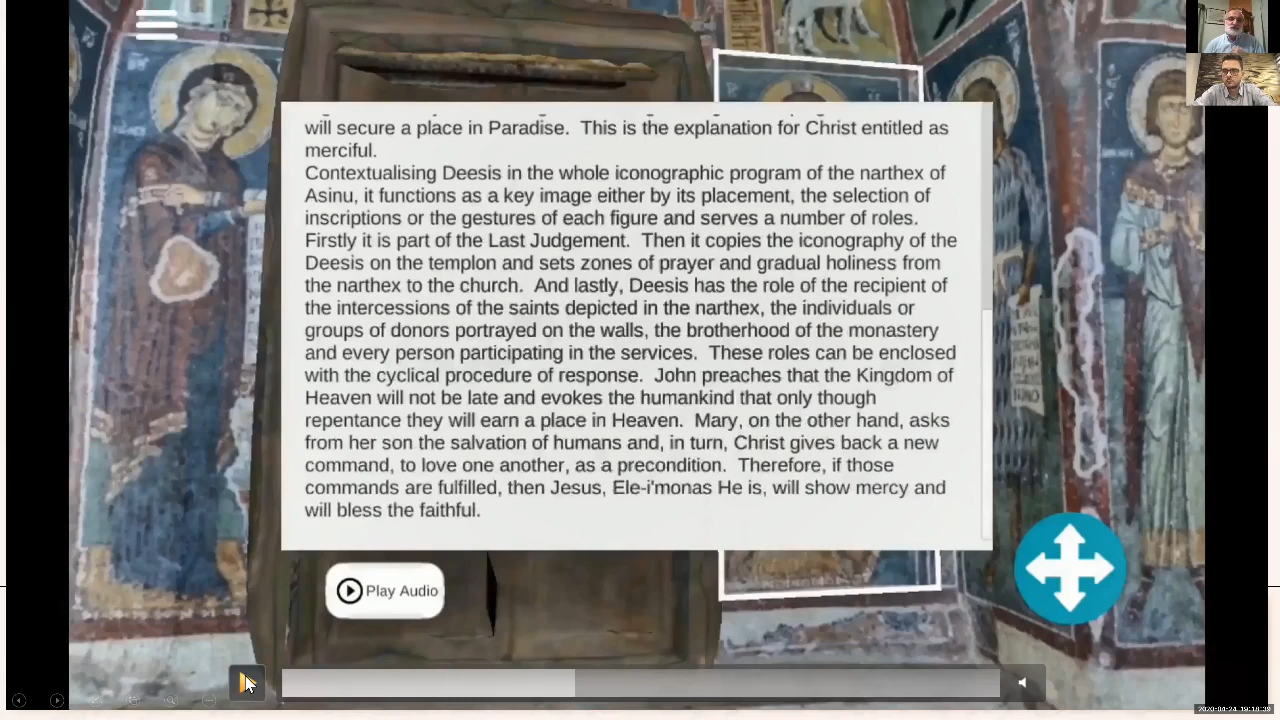 will secure a place in Paradise.  This is the explanation for Christ entitled as
merciful.
Contextualising Deesis in the whole iconographic program of the narthex of
Asinu, it functions as a key image either by its placement, the selection of
inscriptions or the gestures of each figure and serves a number of roles.
Firstly it is part of the Last Judgement.  Then it copies the iconography of the
Deesis on the templon and sets zones of prayer and gradual holiness from
the narthex to the church.  And lastly, Deesis has the role of the recipient of
the intercessions of the saints depicted in the narthex, the individuals or
groups of donors portrayed on the walls, the brotherhood of the monastery
and every person participating in the services.  These roles can be enclosed
with the cyclical procedure of response.  John preaches that the Kingdom of
Heaven will not be late and evokes the humankind that only though
repentance they will earn a place in Heaven.  Mary, on the other hand, asks
from her son the salvation of humans and, in turn, Christ gives back a new
command, to love one another, as a precondition.  Therefore, if those
commands are fulfilled, then Jesus, Ele-i'monas He is, will show mercy and
will bless the faithful.
Play Audio
2020-04-24 19:18:39